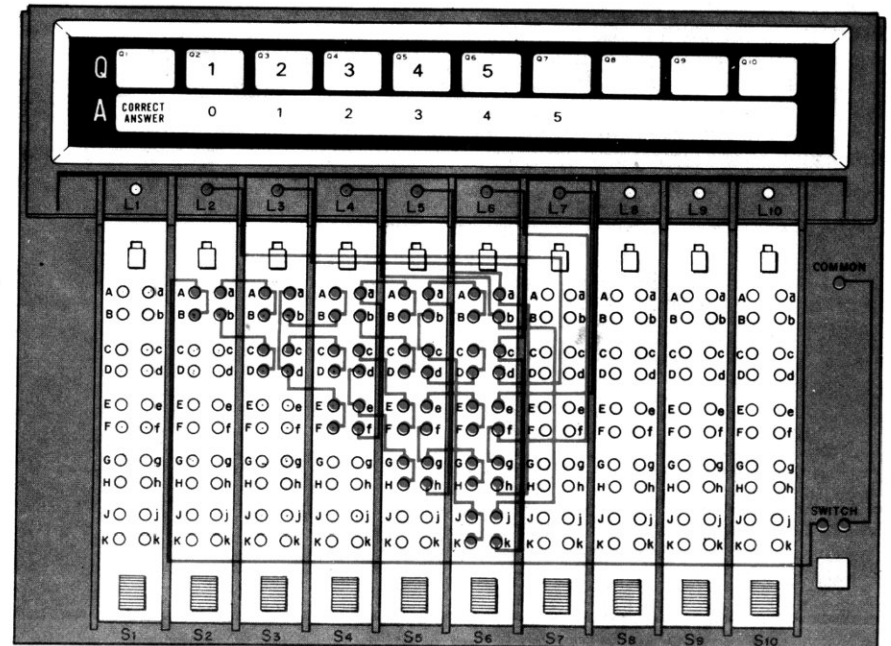 Q Q1 Q2 1 Q3 2 Q4 3 Q5 4 Q6 5 Q7 Q8 Q9 Q10
A CORRECT ANSWER 0 1 2 3 4 5
L1 L2 L3 L4 L5 L6 L7 L8 L9 L10
COMMON
A a A a A a A a A a A a A a A a A a A a
B b B b B b B b B b B b B b B b B b B b
C c C c C c C c C c C c C c C c C c C c
D d D d D d D d D d D d D d D d D d D d
E e E e E e E e E e E e E e E e E e E e
F f F f F f F f F f F f F f F f F f F f
G g G g G g G g G g G g G g G g G g G g
H h H h H h H h H h H h H h H h H h H h
J j J j J j J j J j J j J j J j J j J j
SWITCH
K k K k K k K k K k K k K k K k K k K k
S1 S2 S3 S4 S5 S6 S7 S8 S9 S10